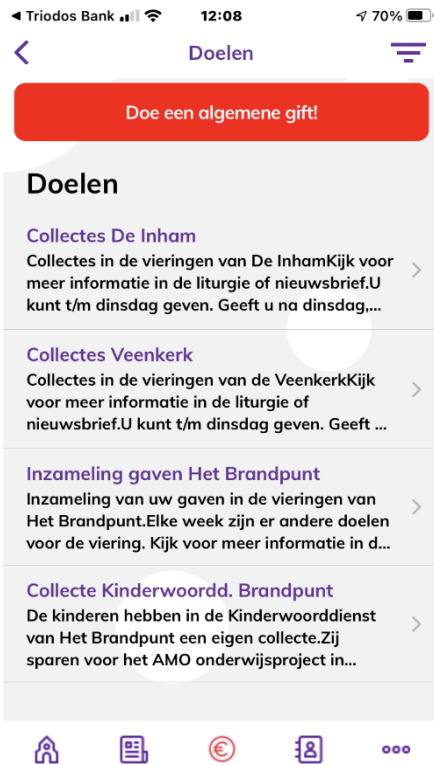 Triodos Bank 12:08 70%
Doelen
Doe een algemene gift!
Doelen
Collectes De Inham
Collectes in de vieringen van De InhamKijk voor
meer informatie in de liturgie of nieuwsbrief.U
kunt t/m dinsdag geven. Geeft u na dinsdag,...
Collectes Veenkerk
Collectes in de vieringen van de VeenkerkKijk
voor meer informatie in de liturgie of
nieuwsbrief.U kunt t/m dinsdag geven. Geeft ...
Inzameling gaven Het Brandpunt
Inzameling van uw gaven in de vieringen van
Het Brandpunt.Elke week zijn er andere doelen
voor de viering. Kijk voor meer informatie in d...
Collecte Kinderwoordd. Brandpunt
De kinderen hebben in de Kinderwoorddienst
van Het Brandpunt een eigen collecte.Zij
sparen voor het AMO onderwijsproject in...